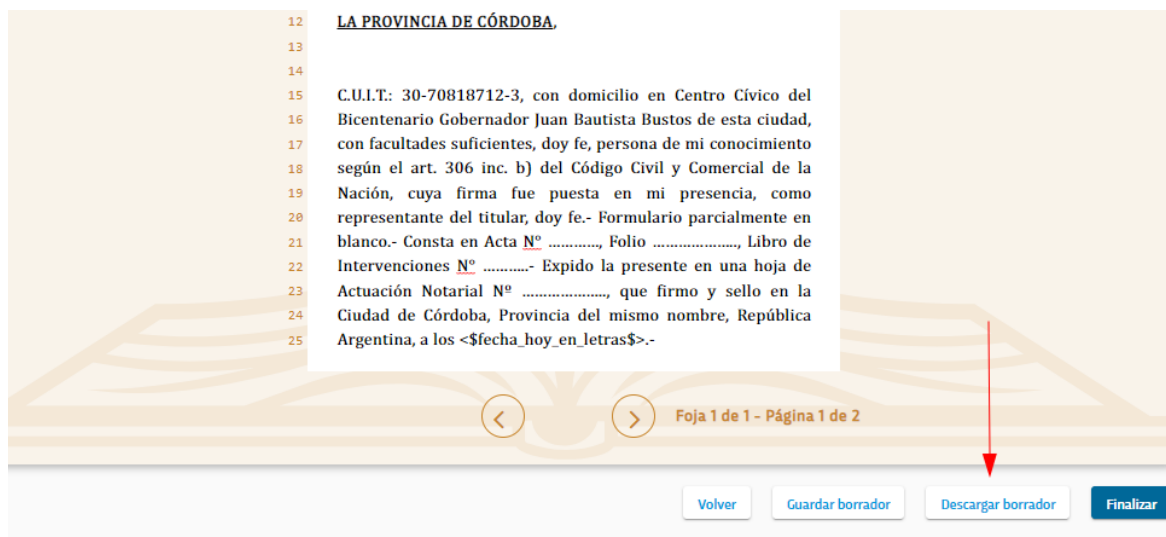 12 LA PROVINCIA DE CÓRDOBA,
13
14
15 C.U.I.T.: 30-70818712-3, con domicilio en Centro Cívico del
16 Bicentenario Gobernador Juan Bautista Bustos de esta ciudad,
17 con facultades suficientes, doy fe, persona de mi conocimiento
18 según el art. 306 inc. b) del Código Civil y Comercial de la
19 Nación, cuya firma fue puesta en mi presencia, como
20 representante del titular, doy fe.- Formulario parcialmente en
21 blanco.- Consta en Acta N° ............, Folio ...................., Libro de
22 Intervenciones N° ...........- Expido la presente en una hoja de
23 Actuación Notarial Nº ...................., que firmo y sello en la
24 Ciudad de Córdoba, Provincia del mismo nombre, República
25 Argentina, a los <$fecha_hoy_en_letras$>.-
Foja 1 de 1 - Página 1 de 2
Volver Guardar borrador Descargar borrador Finalizar